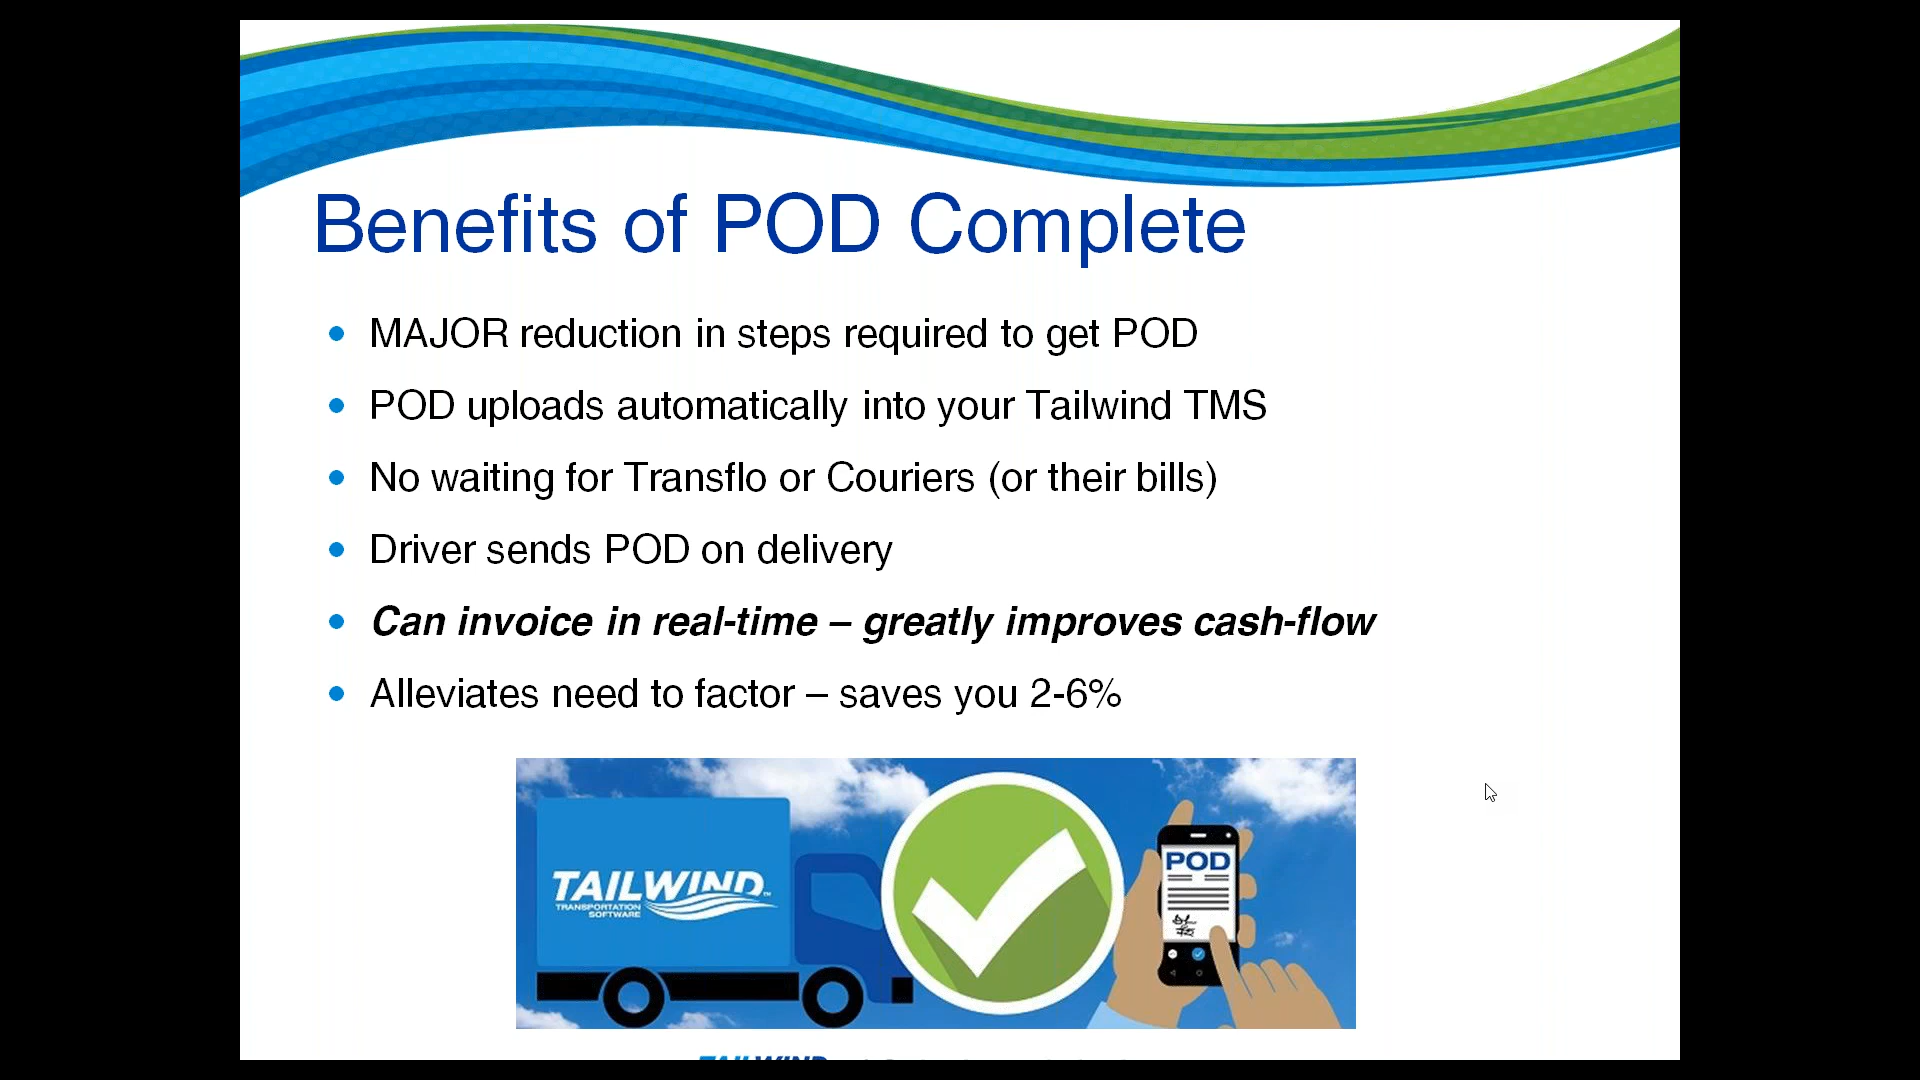 Benefits of POD Complete
MAJOR reduction in steps required to get POD
POD uploads automatically into your Tailwind TMS
No waiting for Transflo or Couriers (or their bills)
Driver sends POD on delivery
Can invoice in real-time – greatly improves cash-flow
Alleviates need to factor – saves you 2-6%
TAILWIND™
TRANSPORTATION
SOFTWARE
POD
TAILWIND